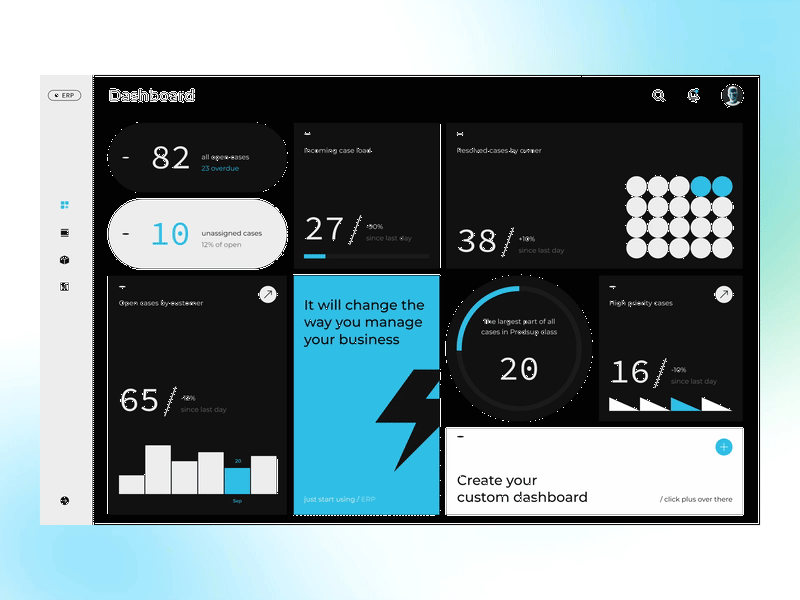 ERP
Dashboard
82
all open cases
23 overdue
10
unassigned cases
12% of open
Incoming case load
27
since last day
Resolved cases by owner
38
+10%
since last day
Open cases by customer
65
since last day
20
Sep
It will change the
way you manage
your business
just start using / ERP
The largest part of all
cases in Prodsup class
20
High priority cases
16
-10%
since last day
Create your
custom dashboard
/ click plus over there